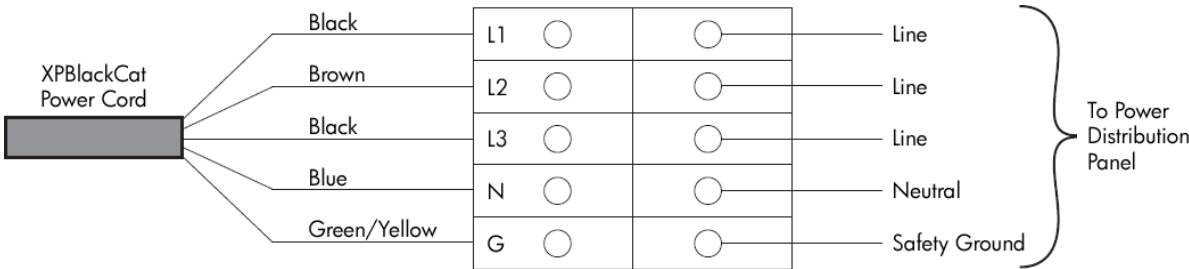 XPBlackCat
Power Cord
Black
Brown
Black
Blue
Green/Yellow
L1
L2
L3
N
G
Line
Line
Line
Neutral
Safety Ground
To Power
Distribution
Panel